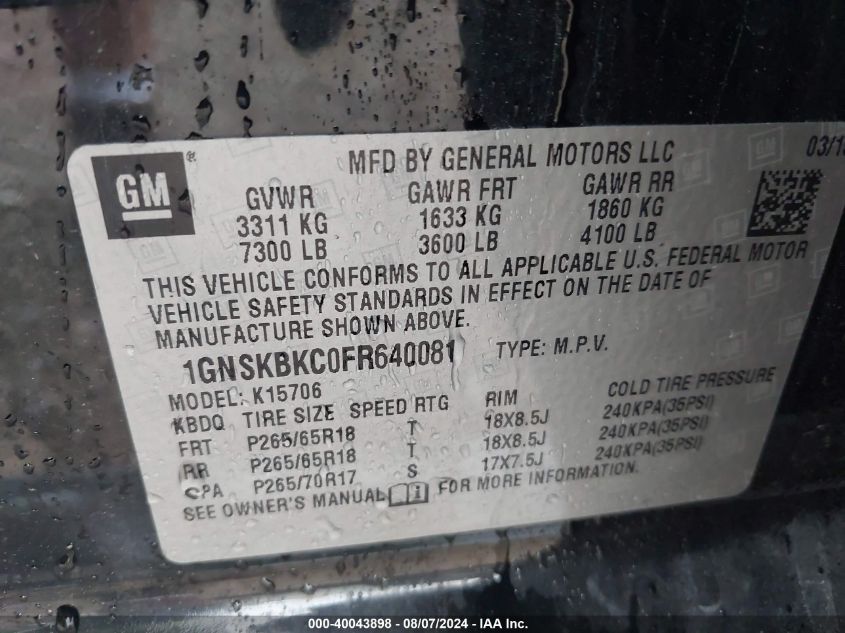 GM
®
MFD BY GENERAL MOTORS LLC
GVWR GAWR FRT GAWR RR
3311 KG 1633 KG 1860 KG
7300 LB 3600 LB 4100 LB
THIS VEHICLE CONFORMS TO ALL APPLICABLE U.S. FEDERAL MOTOR
VEHICLE SAFETY STANDARDS IN EFFECT ON THE DATE OF
MANUFACTURE SHOWN ABOVE.
1GNSKBKC0FR640081 TYPE: M.P.V.
MODEL: K15706
KBDQ TIRE SIZE SPEED RTG RIM COLD TIRE PRESSURE
FRT P265/65R18 T 18X8.5J 240KPA(35PSI)
RR P265/65R18 T 18X8.5J 240KPA(35PSI)
SPA P265/70R17 S 17X7.5J 240KPA(35PSI)
SEE OWNER'S MANUAL FOR MORE INFORMATION.
000-40043898 - 08/07/2024 - IAA Inc.